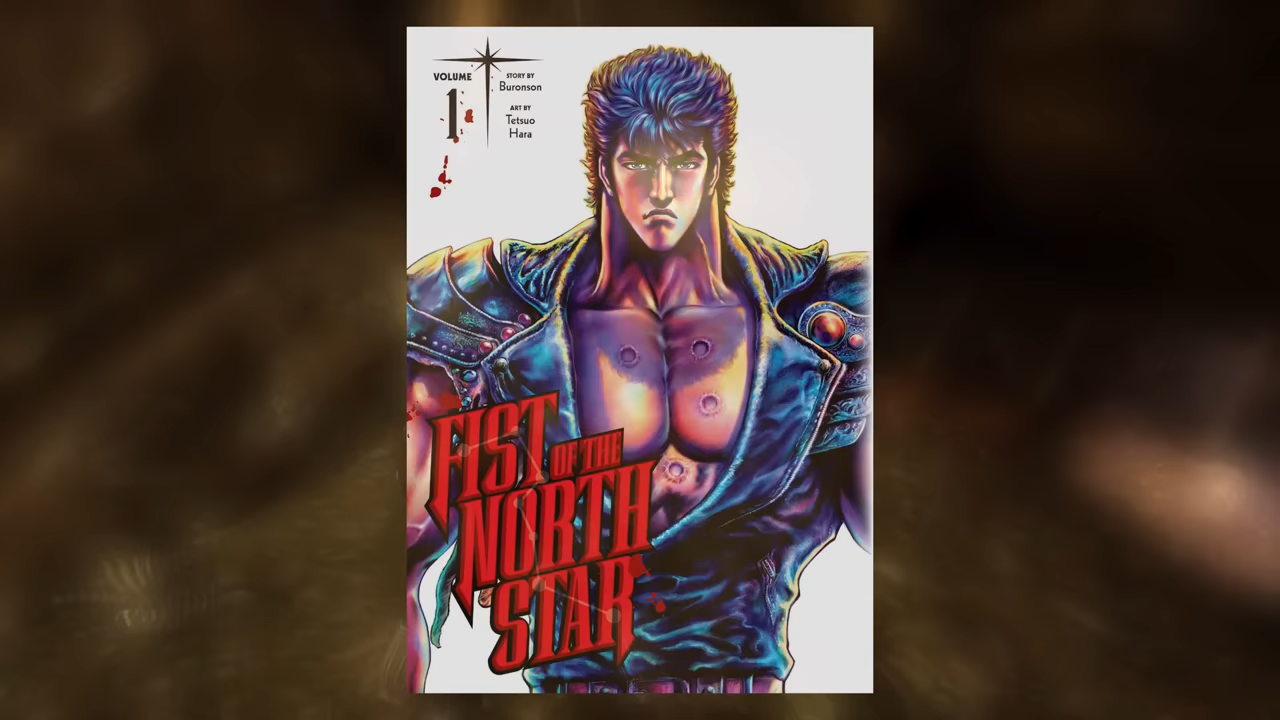 VOLUME
1
STORY BY
Buronson
ART BY
Tetsuo
Hara
FIST
OF THE
NORTH
STAR